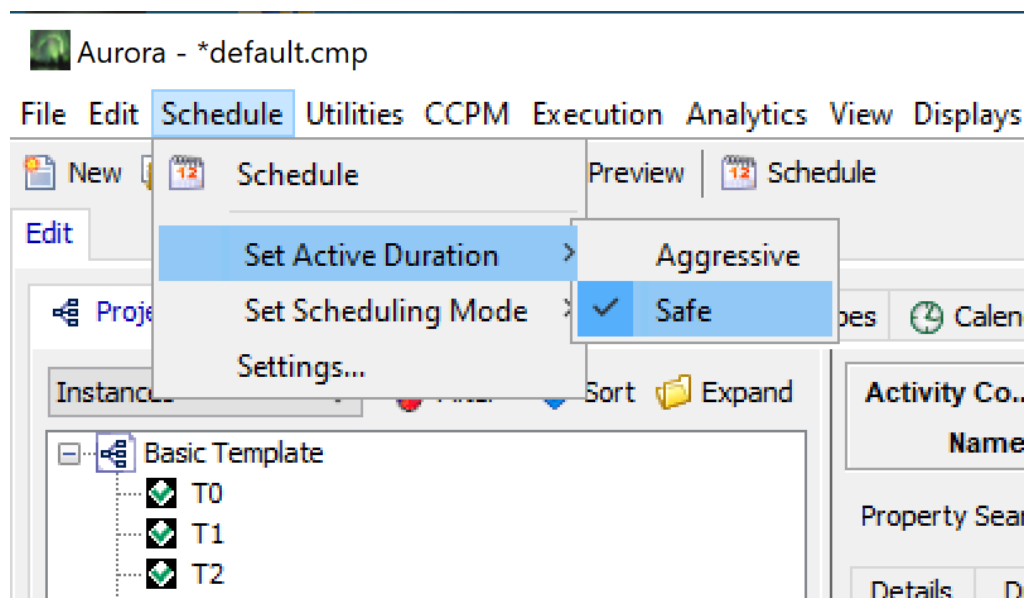 Aurora - *default.cmp
File Edit Schedule Utilities CCPM Execution Analytics View Displays
New Schedule Preview Schedule
Edit
Set Active Duration Aggressive
Set Scheduling Mode Safe
Settings...
Sort Expand
Activity Co...
Name
Basic Template
T0
T1
T2
Property
Details